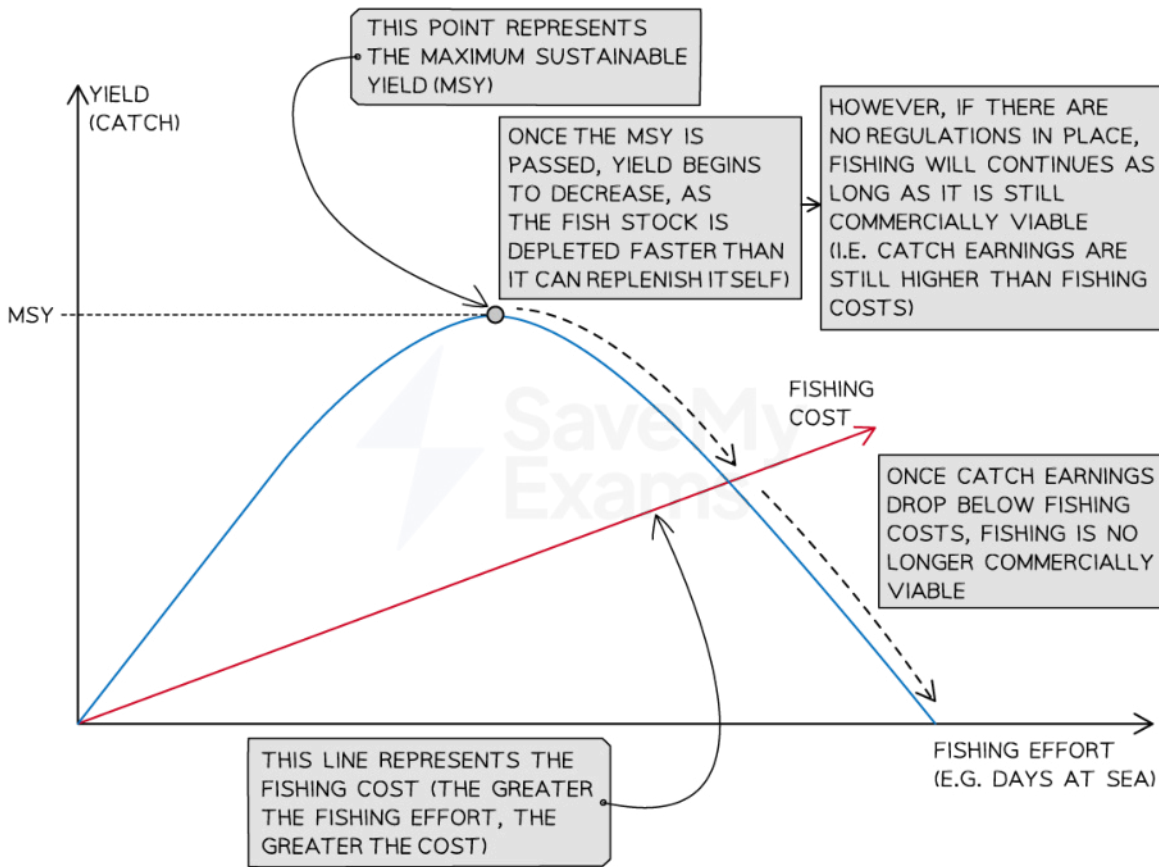 THIS POINT REPRESENTS
THE MAXIMUM SUSTAINABLE
YIELD (MSY)
YIELD
(CATCH)
ONCE THE MSY IS
PASSED, YIELD BEGINS
TO DECREASE, AS
THE FISH STOCK IS
DEPLETED FASTER THAN
IT CAN REPLENISH ITSELF)
HOWEVER, IF THERE ARE
NO REGULATIONS IN PLACE,
FISHING WILL CONTINUES AS
LONG AS IT IS STILL
COMMERCIALLY VIABLE
(I.E. CATCH EARNINGS ARE
STILL HIGHER THAN FISHING
COSTS)
MSY
FISHING
COST
SaveMy
Exams
ONCE CATCH EARNINGS
DROP BELOW FISHING
COSTS, FISHING IS NO
LONGER COMMERCIALLY
VIABLE
THIS LINE REPRESENTS THE
FISHING COST (THE GREATER
THE FISHING EFFORT, THE
GREATER THE COST)
FISHING EFFORT
(E.G. DAYS AT SEA)